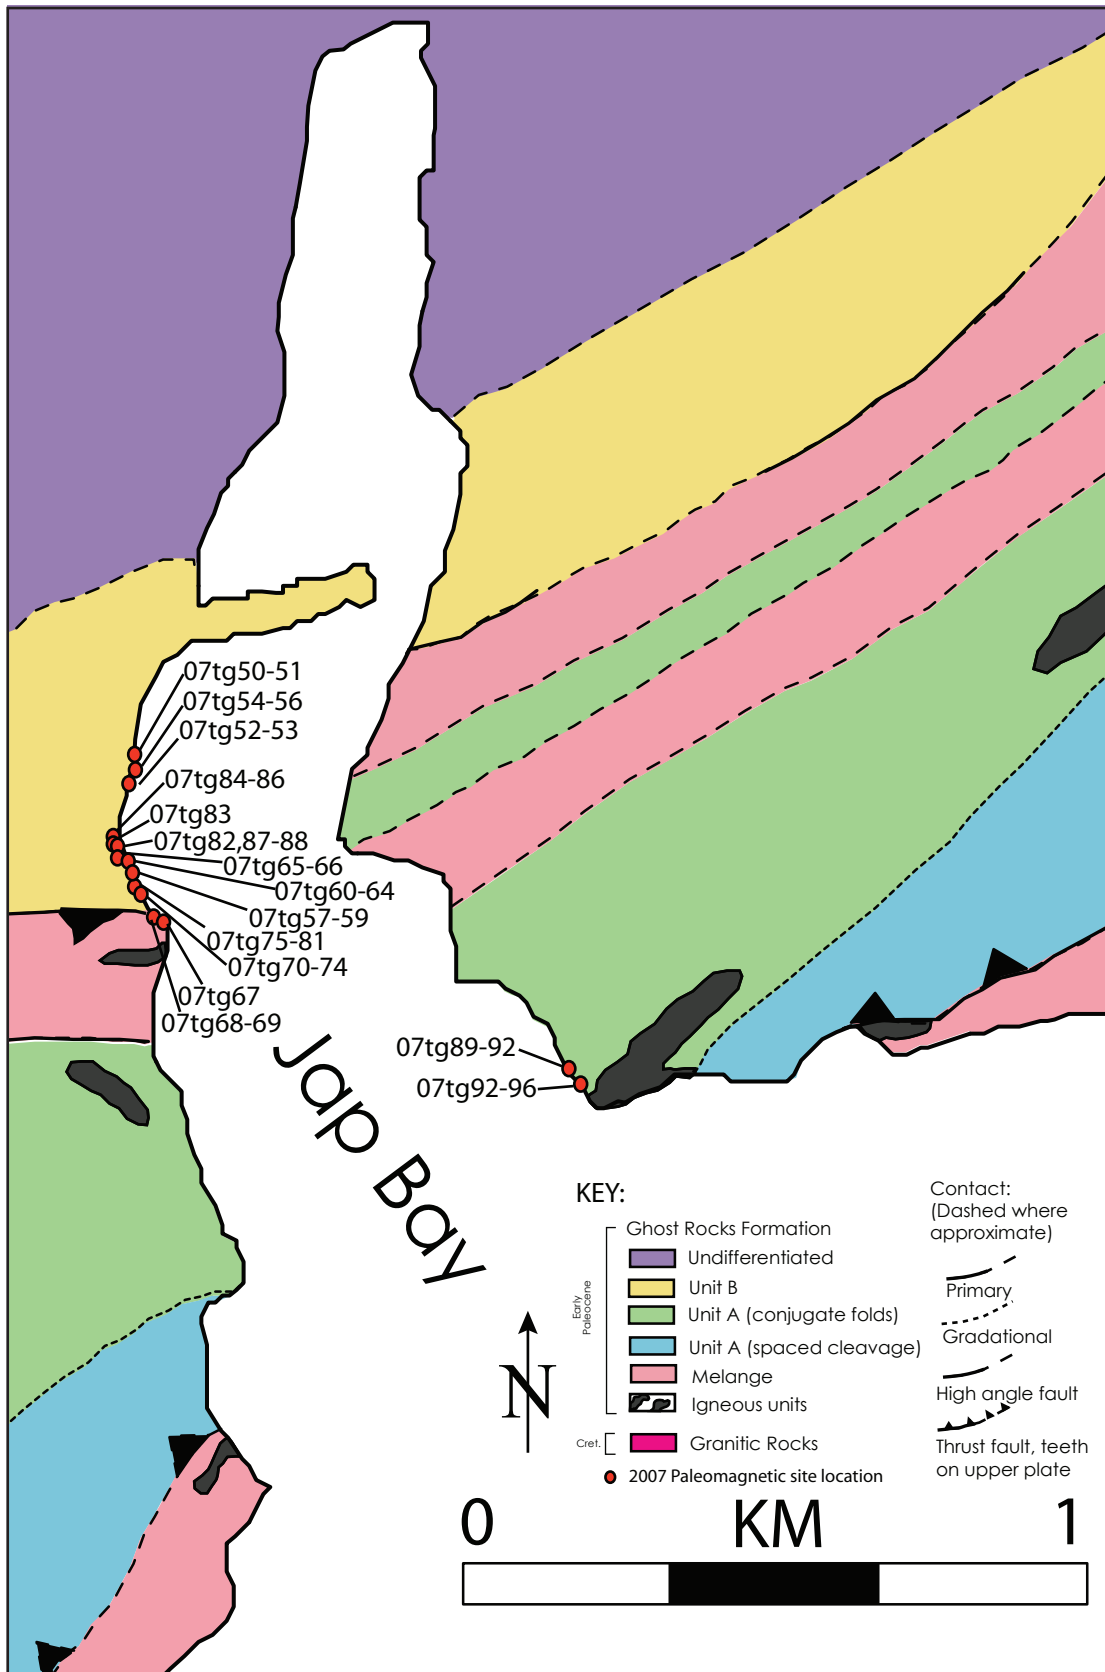 07tg50-51
07tg54-56
07tg52-53
07tg84-86
07tg83
07tg82,87-88
07tg65-66
07tg60-64
07tg57-59
07tg75-81
07tg70-74
07tg67
07tg68-69
Jap Bay
07tg89-92
07tg92-96
KEY:
Ghost Rocks Formation
Early
Paleocene
Undifferentiated
Unit B
Unit A (conjugate folds)
Unit A (spaced cleavage)
Melange
Igneous units
Cret.
Granitic Rocks
2007 Paleomagnetic site location
Contact:
(Dashed where
approximate)
Primary
Gradational
High angle fault
Thrust fault, teeth
on upper plate
N
0 KM 1